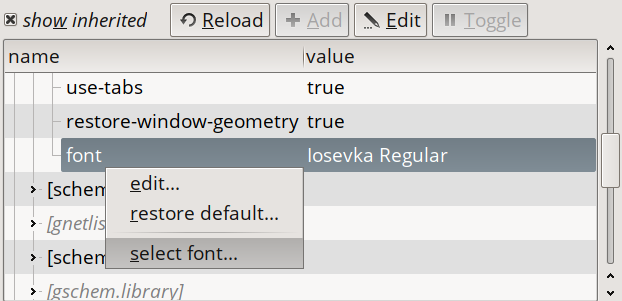 show inherited Reload Add Edit Toggle
name value
use-tabs true
restore-window-geometry true
font Iosevka Regular
[schem
edit...
restore default...
[gnetlis
[schem
select font...
[gschem.library]